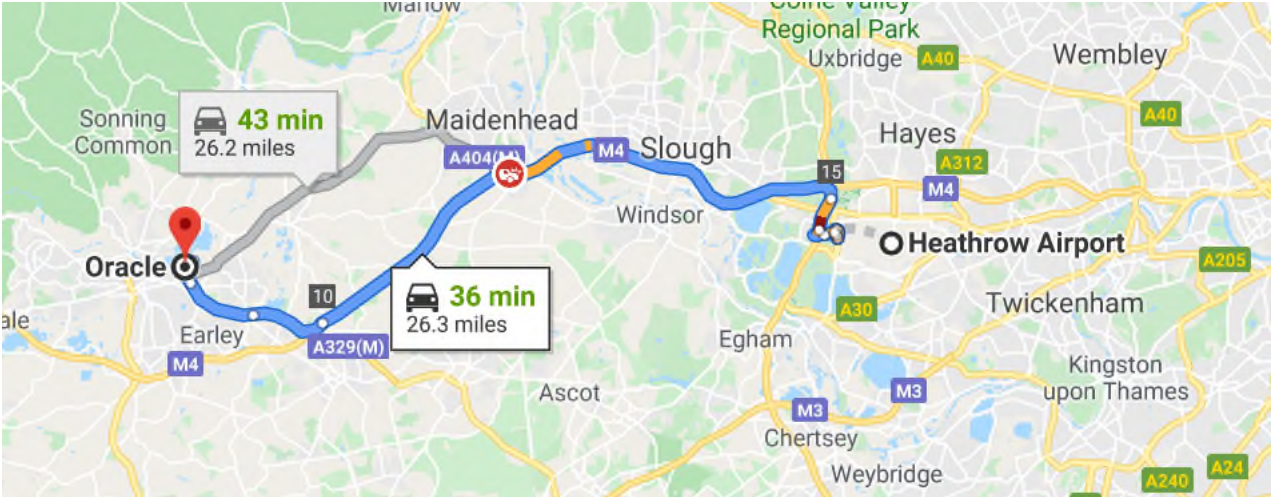 Marlow
Colne Valley
Regional Park
Uxbridge
A40
Wembley
Sonning
Common
43 min
26.2 miles
Maidenhead
A40
A404(M)
M4
Slough
Hayes
A312
15
M4
Windsor
Oracle
Heathrow Airport
A205
36 min
26.3 miles
10
A30
Twickenham
ale
Earley
A329(M)
Egham
M4
Ascot
Kingston
upon Thames
M3
M3
Chertsey
Weybridge
A240
A24